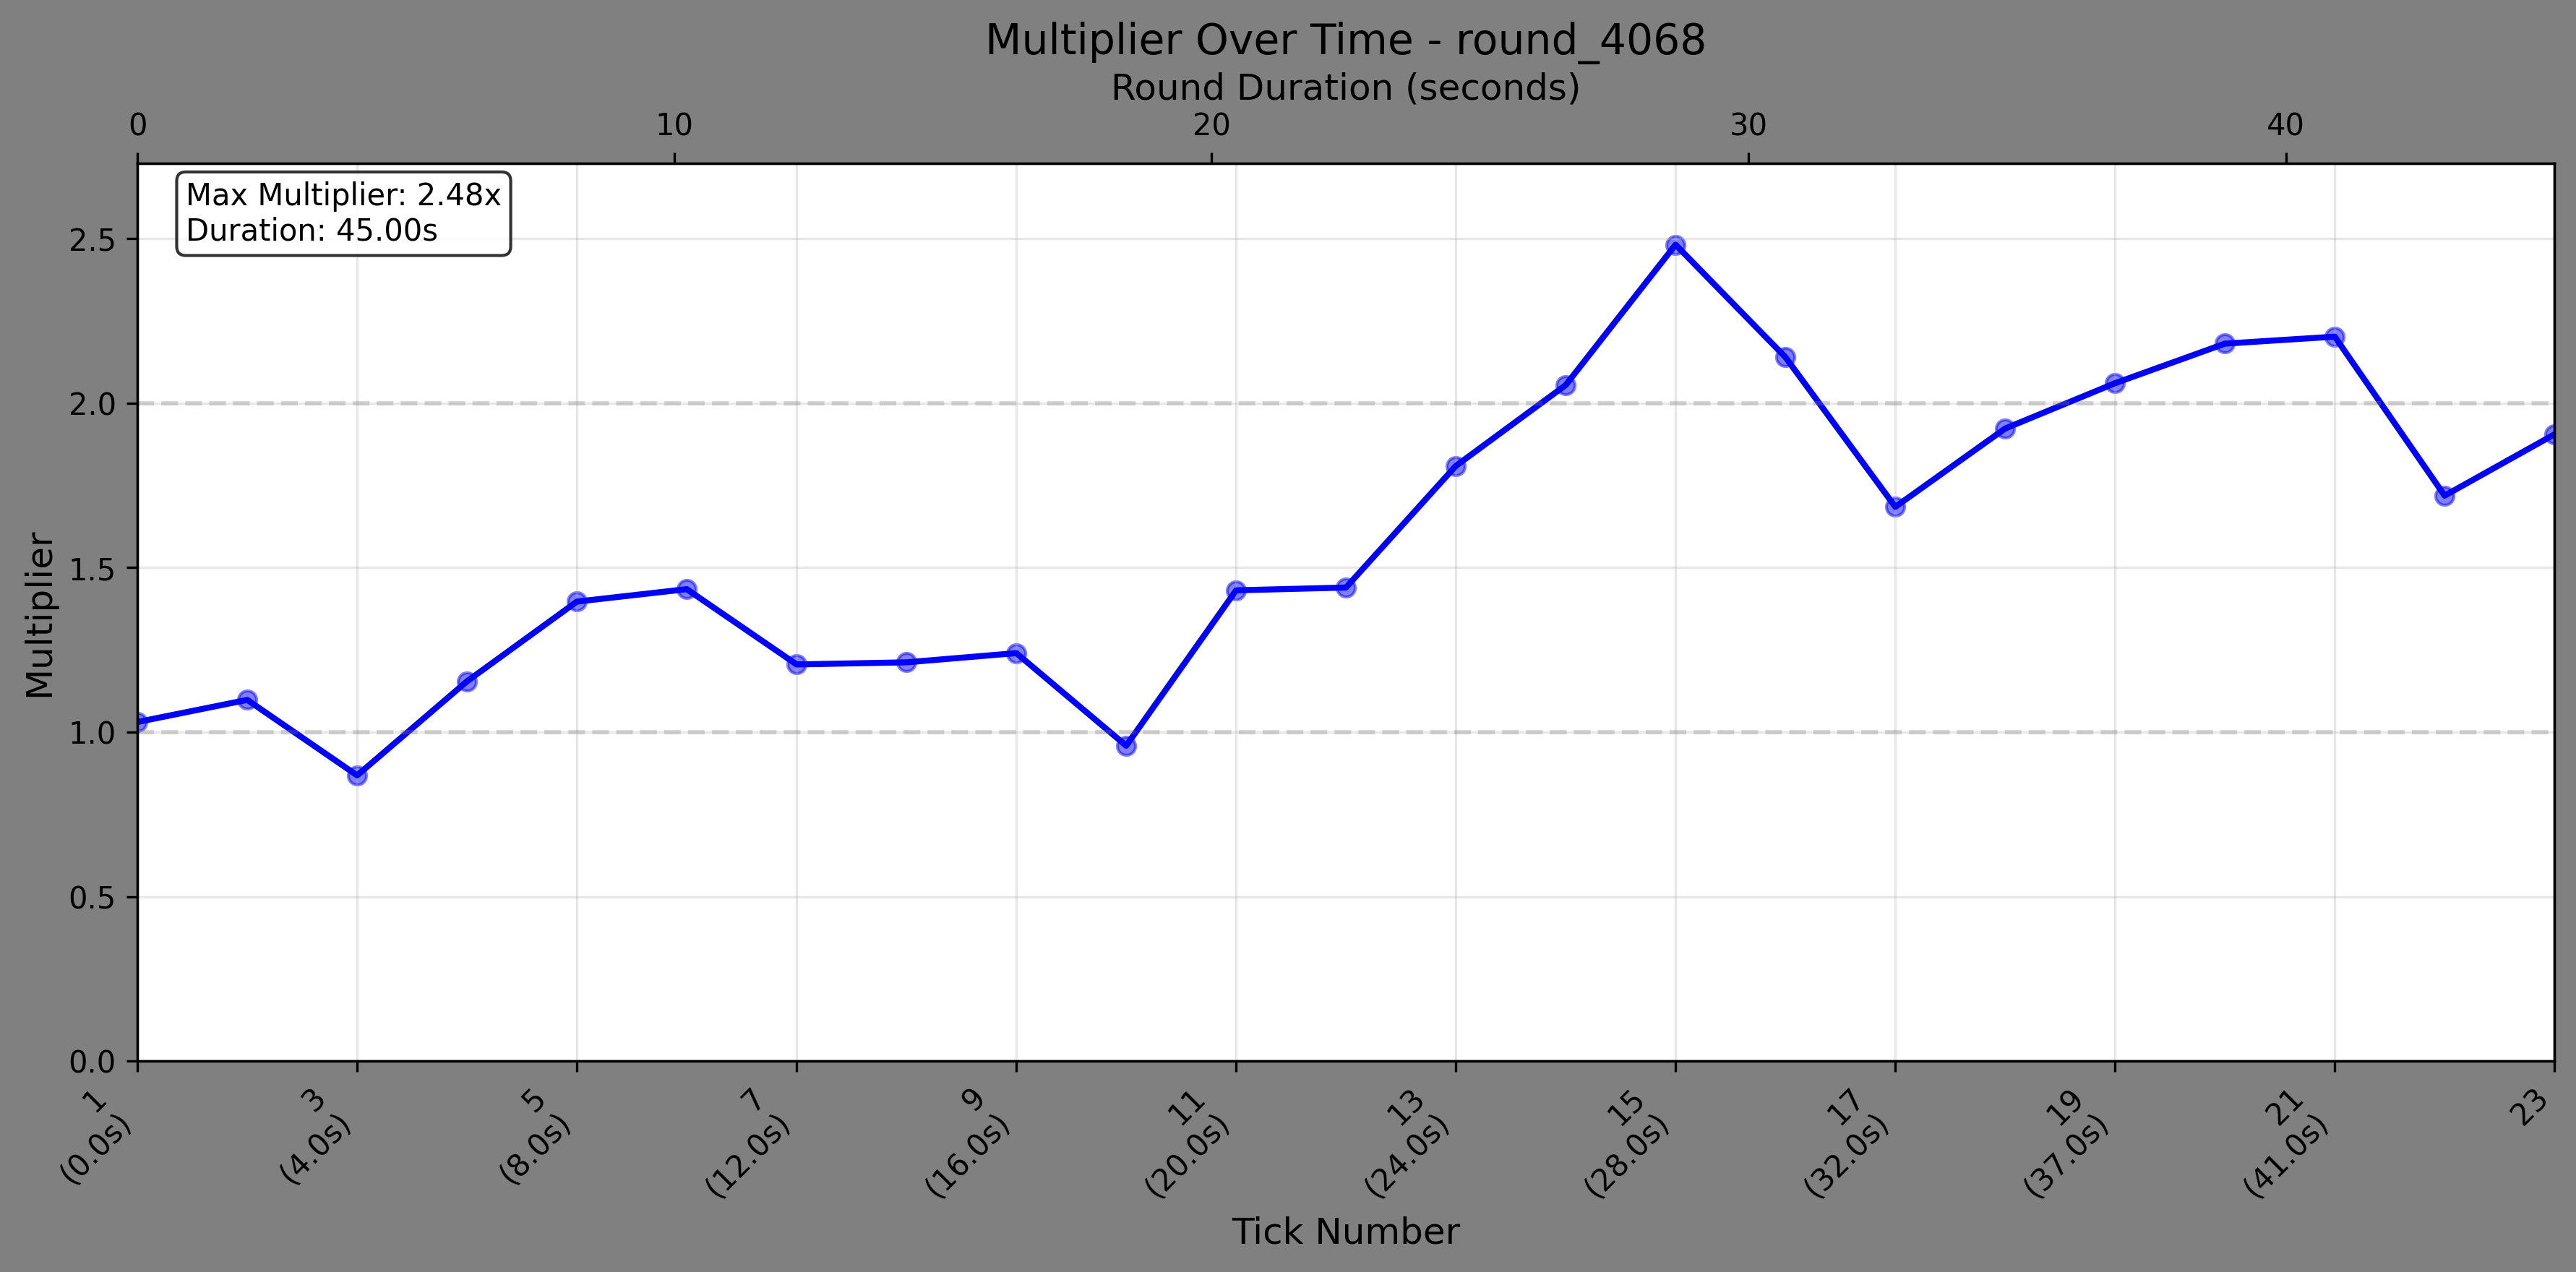 Multiplier Over Time - round_4068
Round Duration (seconds)
0 10 20 30 40
Max Multiplier: 2.48x
Duration: 45.00s
Multiplier
2.5
2.0
1.5
1.0
0.5
0.0
1
(0.0s)
3
(4.0s)
5
(8.0s)
7
(12.0s)
9
(16.0s)
11
(20.0s)
13
(24.0s)
15
(28.0s)
17
(32.0s)
19
(37.0s)
21
(41.0s)
23
Tick Number